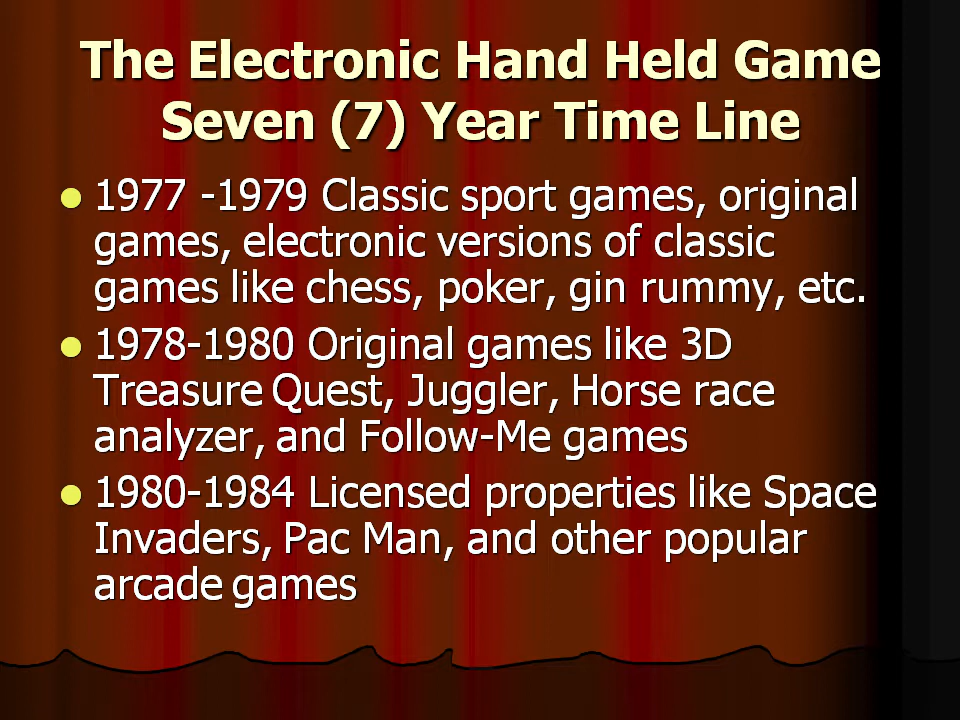 The Electronic Hand Held Game
Seven (7) Year Time Line
1977 -1979 Classic sport games, original
games, electronic versions of classic
games like chess, poker, gin rummy, etc.
1978-1980 Original games like 3D
Treasure Quest, Juggler, Horse race
analyzer, and Follow-Me games
1980-1984 Licensed properties like Space
Invaders, Pac Man, and other popular
arcade games